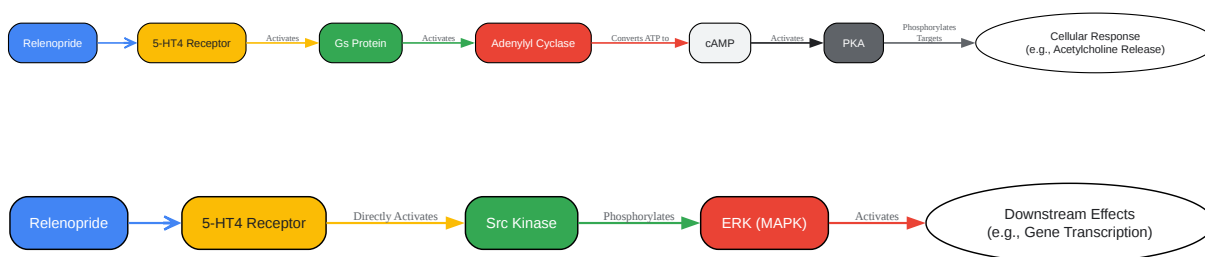 Relenopride
5-HT4 Receptor
Activates
Gs Protein
Activates
Adenylyl Cyclase
Converts ATP to
cAMP
Activates
PKA
Phosphorylates
Targets
Cellular Response
(e.g., Acetylcholine Release)
Relenopride
5-HT4 Receptor
Directly Activates
Src Kinase
Phosphorylates
ERK (MAPK)
Activates
Downstream Effects
(e.g., Gene Transcription)